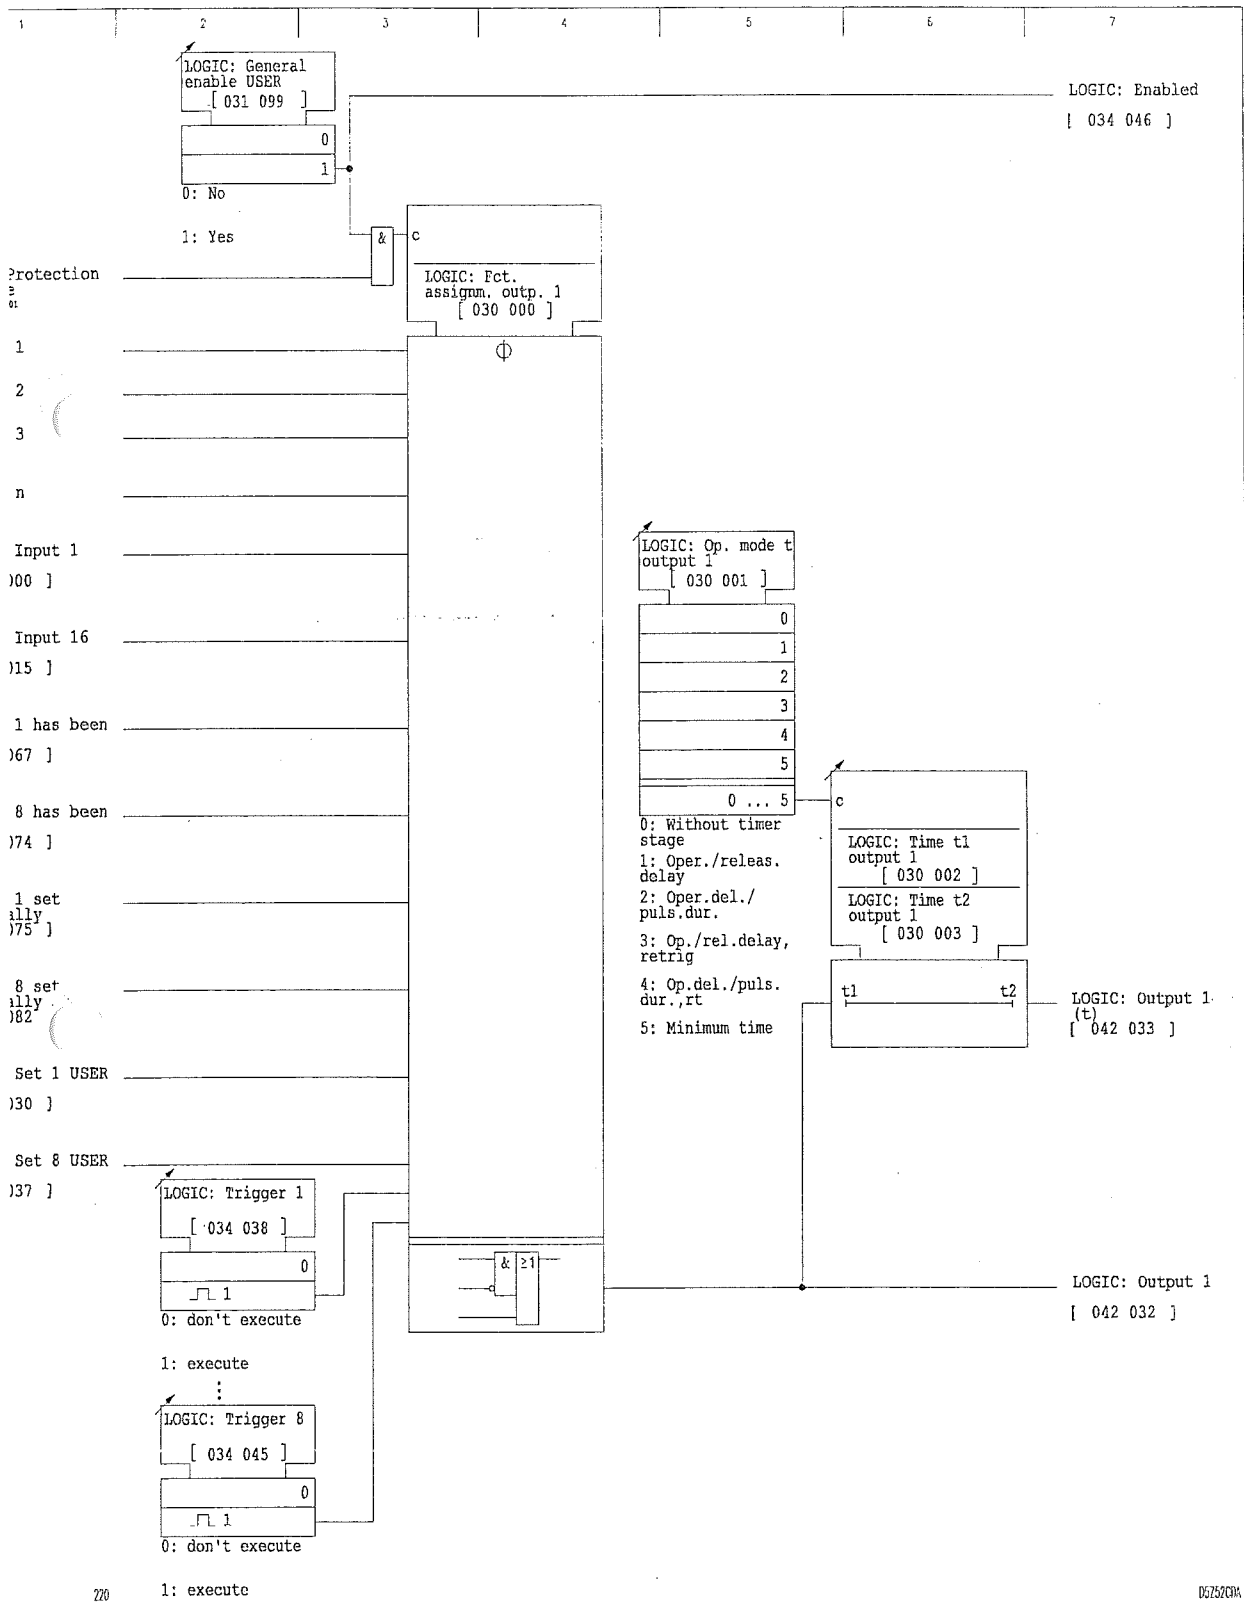 1 2 3 4 5 6 7
LOGIC: General
enable USER
[ 031 099 ]
0
1
0: No
1: Yes
LOGIC: Enabled
[ 034 046 ]
&
c
LOGIC: Fct.
assignm. outp. 1
[ 030 000 ]
Protection
01
1
2
3
n
Input 1
)00 ]
Input 16
)15 ]
1 has been
)67 ]
8 has been
)74 ]
1 set
ally
)75 ]
8 set
ally
)82
Set 1 USER
)30 ]
Set 8 USER
)37 ]
LOGIC: Op. mode t
output 1
[ 030 001 ]
0
1
2
3
4
5
0 ... 5
0: Without timer
stage
1: Oper./releas.
delay
2: Oper.del./
puls.dur.
3: Op./rel.delay,
retrig
4: Op.del./puls.
dur.,rt
5: Minimum time
c
LOGIC: Time t1
output 1
[ 030 002 ]
LOGIC: Time t2
output 1
[ 030 003 ]
t1 t2
LOGIC: Output 1
(t)
[ 042 033 ]
LOGIC: Trigger 1
[ 034 038 ]
0
1
0: don't execute
1: execute
& ≥1
LOGIC: Output 1
[ 042 032 ]
LOGIC: Trigger 8
[ 034 045 ]
0
1
0: don't execute
1: execute
220
D5752CDA